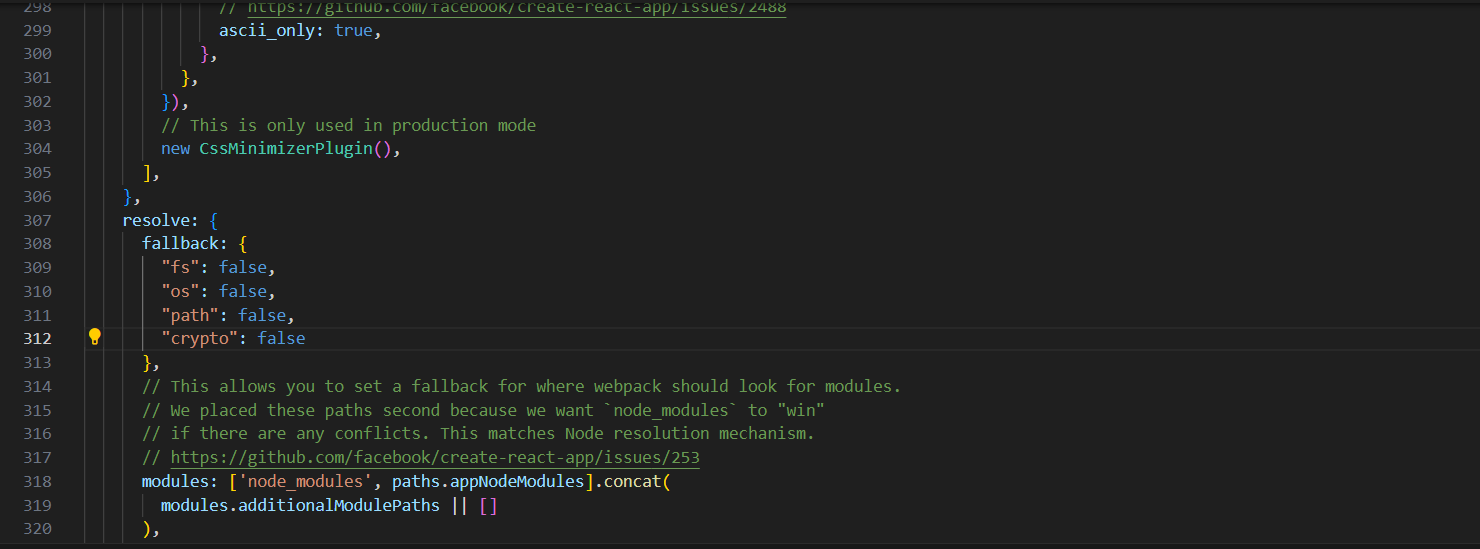 298 // https://github.com/facebook/create-react-app/issues/2488
299 ascii_only: true,
300 },
301 },
302 }),
303 // This is only used in production mode
304 new CssMinimizerPlugin(),
305 ],
306 },
307 resolve: {
308 fallback: {
309 "fs": false,
310 "os": false,
311 "path": false,
312 "crypto": false
313 },
314 // This allows you to set a fallback for where webpack should look for modules.
315 // We placed these paths second because we want `node_modules` to "win"
316 // if there are any conflicts. This matches Node resolution mechanism.
317 // https://github.com/facebook/create-react-app/issues/253
318 modules: ['node_modules', paths.appNodeModules].concat(
319 modules.additionalModulePaths || []
320 ),